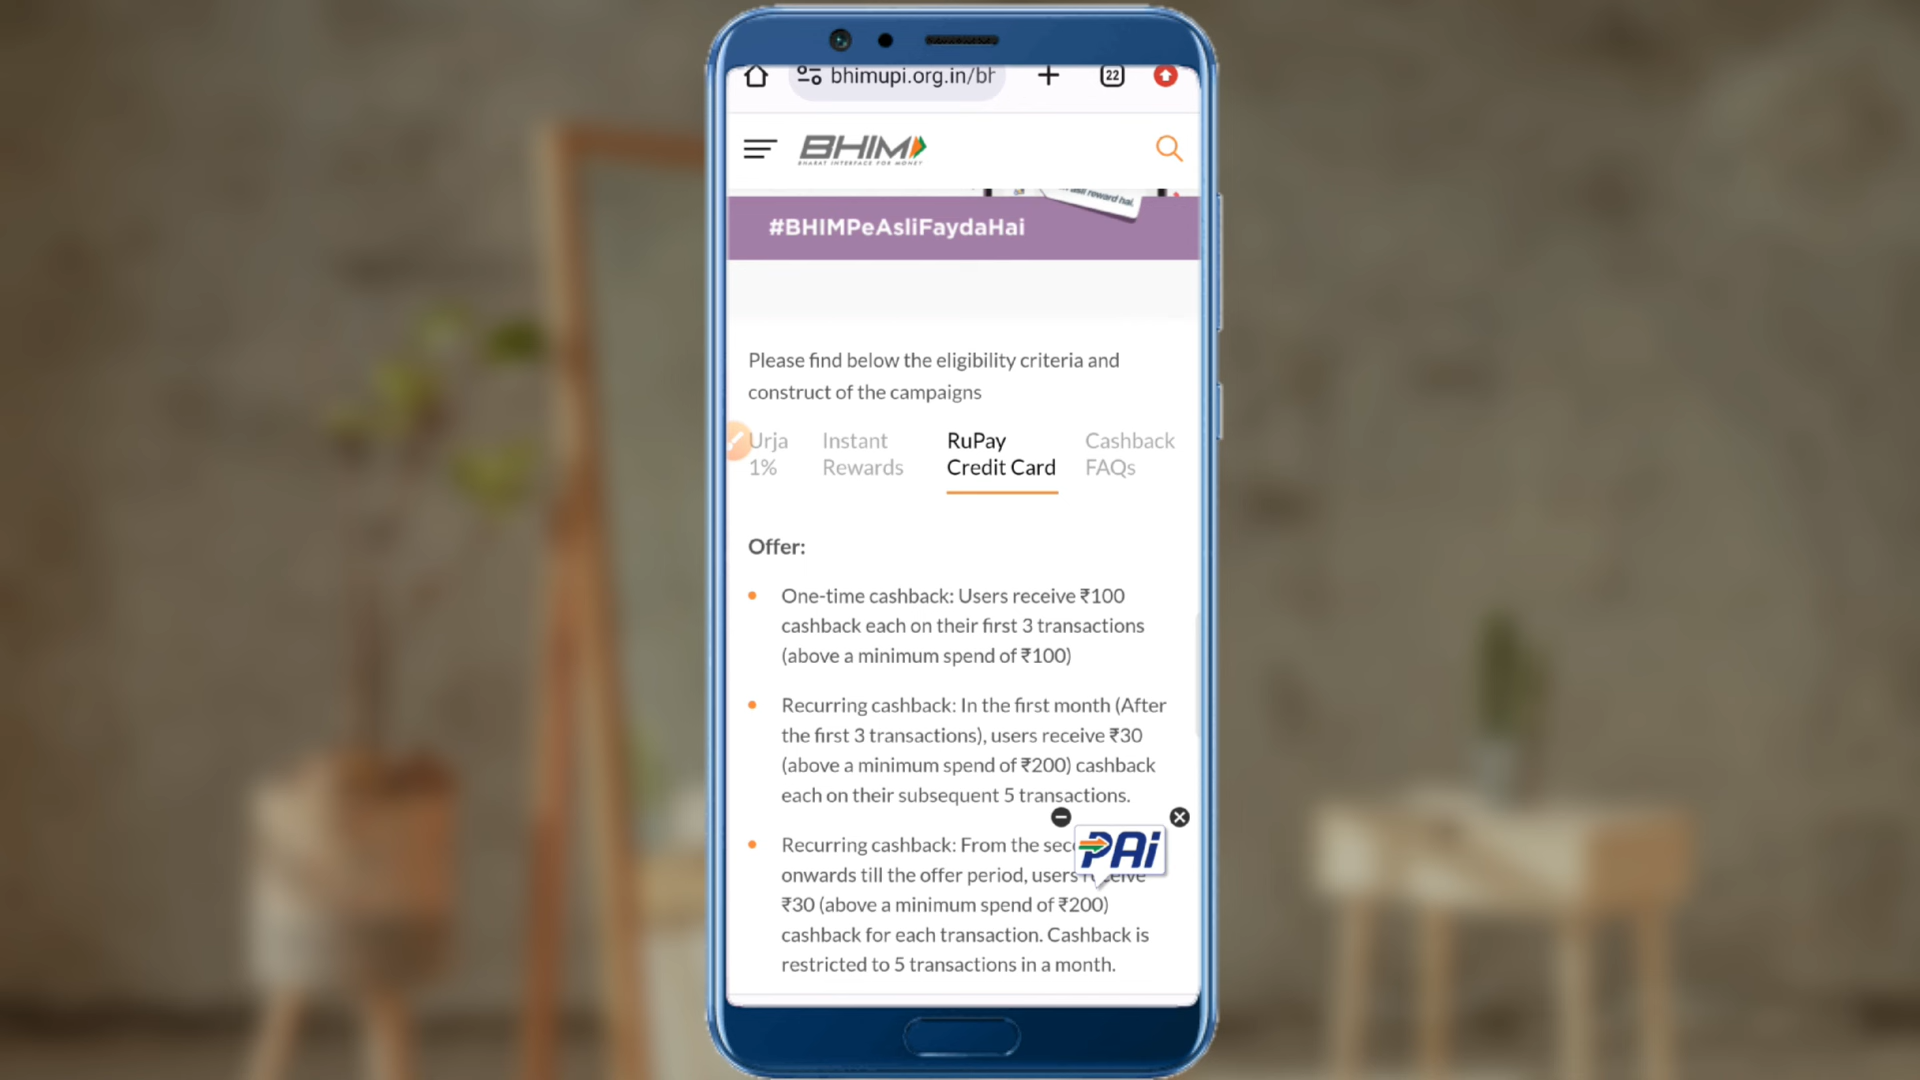 bhimupi.org.in/bh
22
BHIM
BHARAT INTERFACE FOR MONEY
asli reward hai.
#BHIMPeAsliFaydaHai
Please find below the eligibility criteria and
construct of the campaigns
Urja
1%
Instant
Rewards
RuPay
Credit Card
Cashback
FAQs
Offer:
One-time cashback: Users receive ₹100
cashback each on their first 3 transactions
(above a minimum spend of ₹100)
Recurring cashback: In the first month (After
the first 3 transactions), users receive ₹30
(above a minimum spend of ₹200) cashback
each on their subsequent 5 transactions.
PAi
Recurring cashback: From the
onwards till the offer period, users receive
₹30 (above a minimum spend of ₹200)
cashback for each transaction. Cashback is
restricted to 5 transactions in a month.